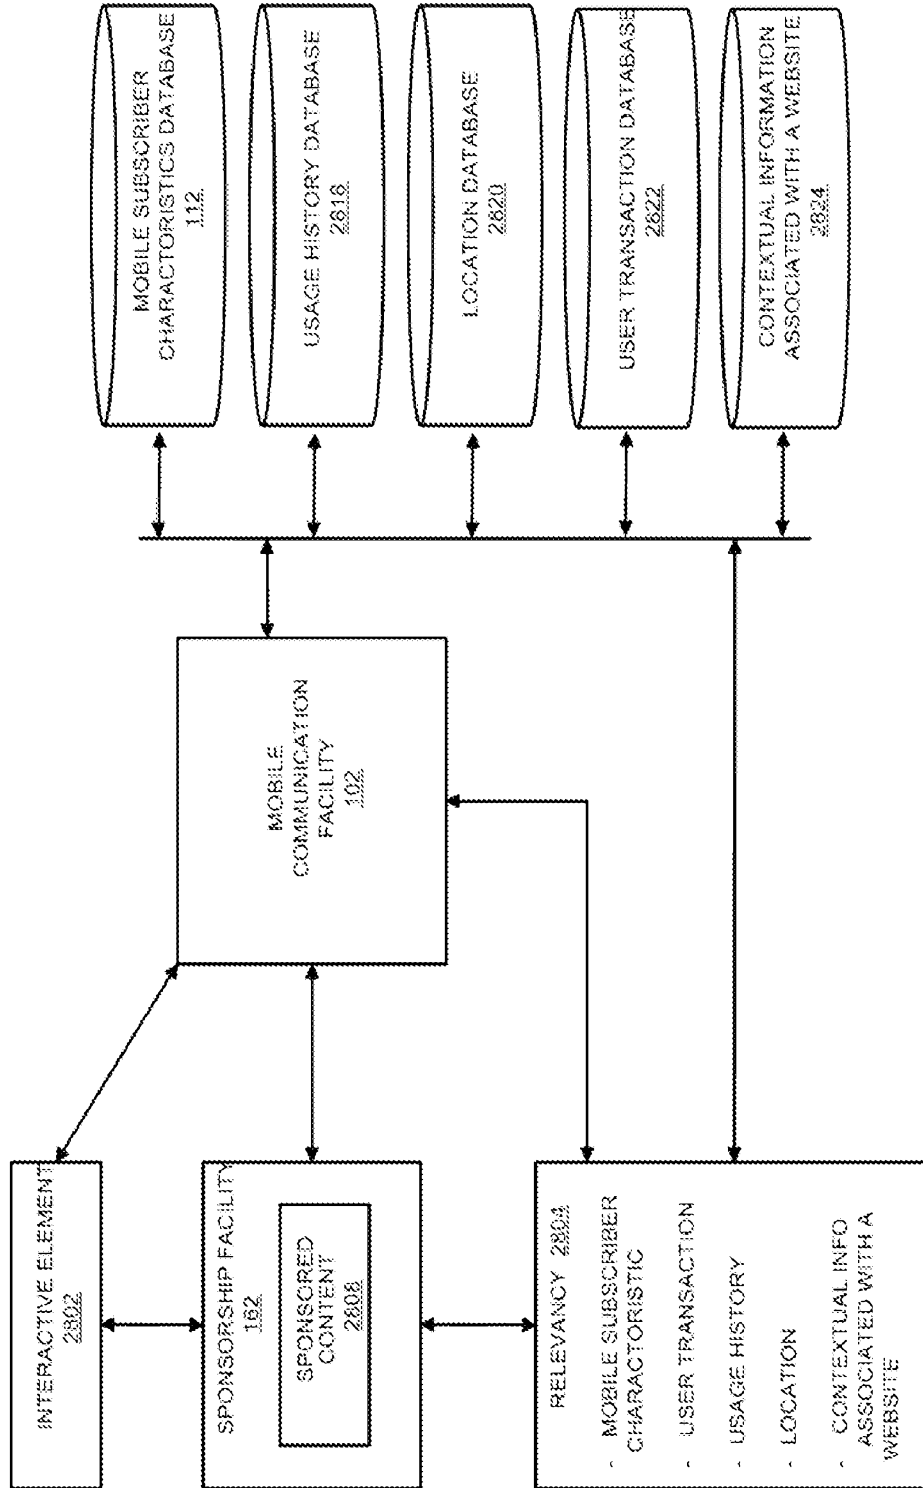 INTERACTIVE ELEMENT
2802
SPONSORSHIP FACILITY
162
SPONSORED
CONTENT
2808
RELEVANCY 2804
- MOBILE SUBSCRIBER
CHARACTORISTIC
- USER TRANSACTION
- USAGE HISTORY
- LOCATION
- CONTEXTUAL INFO
ASSOCIATED WITH A
WEBSITE
MOBILE
COMMUNICATION
FACILITY
102
MOBILE SUBSCRIBER
CHARACTORISTICS DATABASE
112
USAGE HISTORY DATABASE
2818
LOCATION DATABASE
2820
USER TRANSACTION DATABASE
2822
CONTEXTUAL INFORMATION
ASSOCIATED WITH A WEBSITE
2824